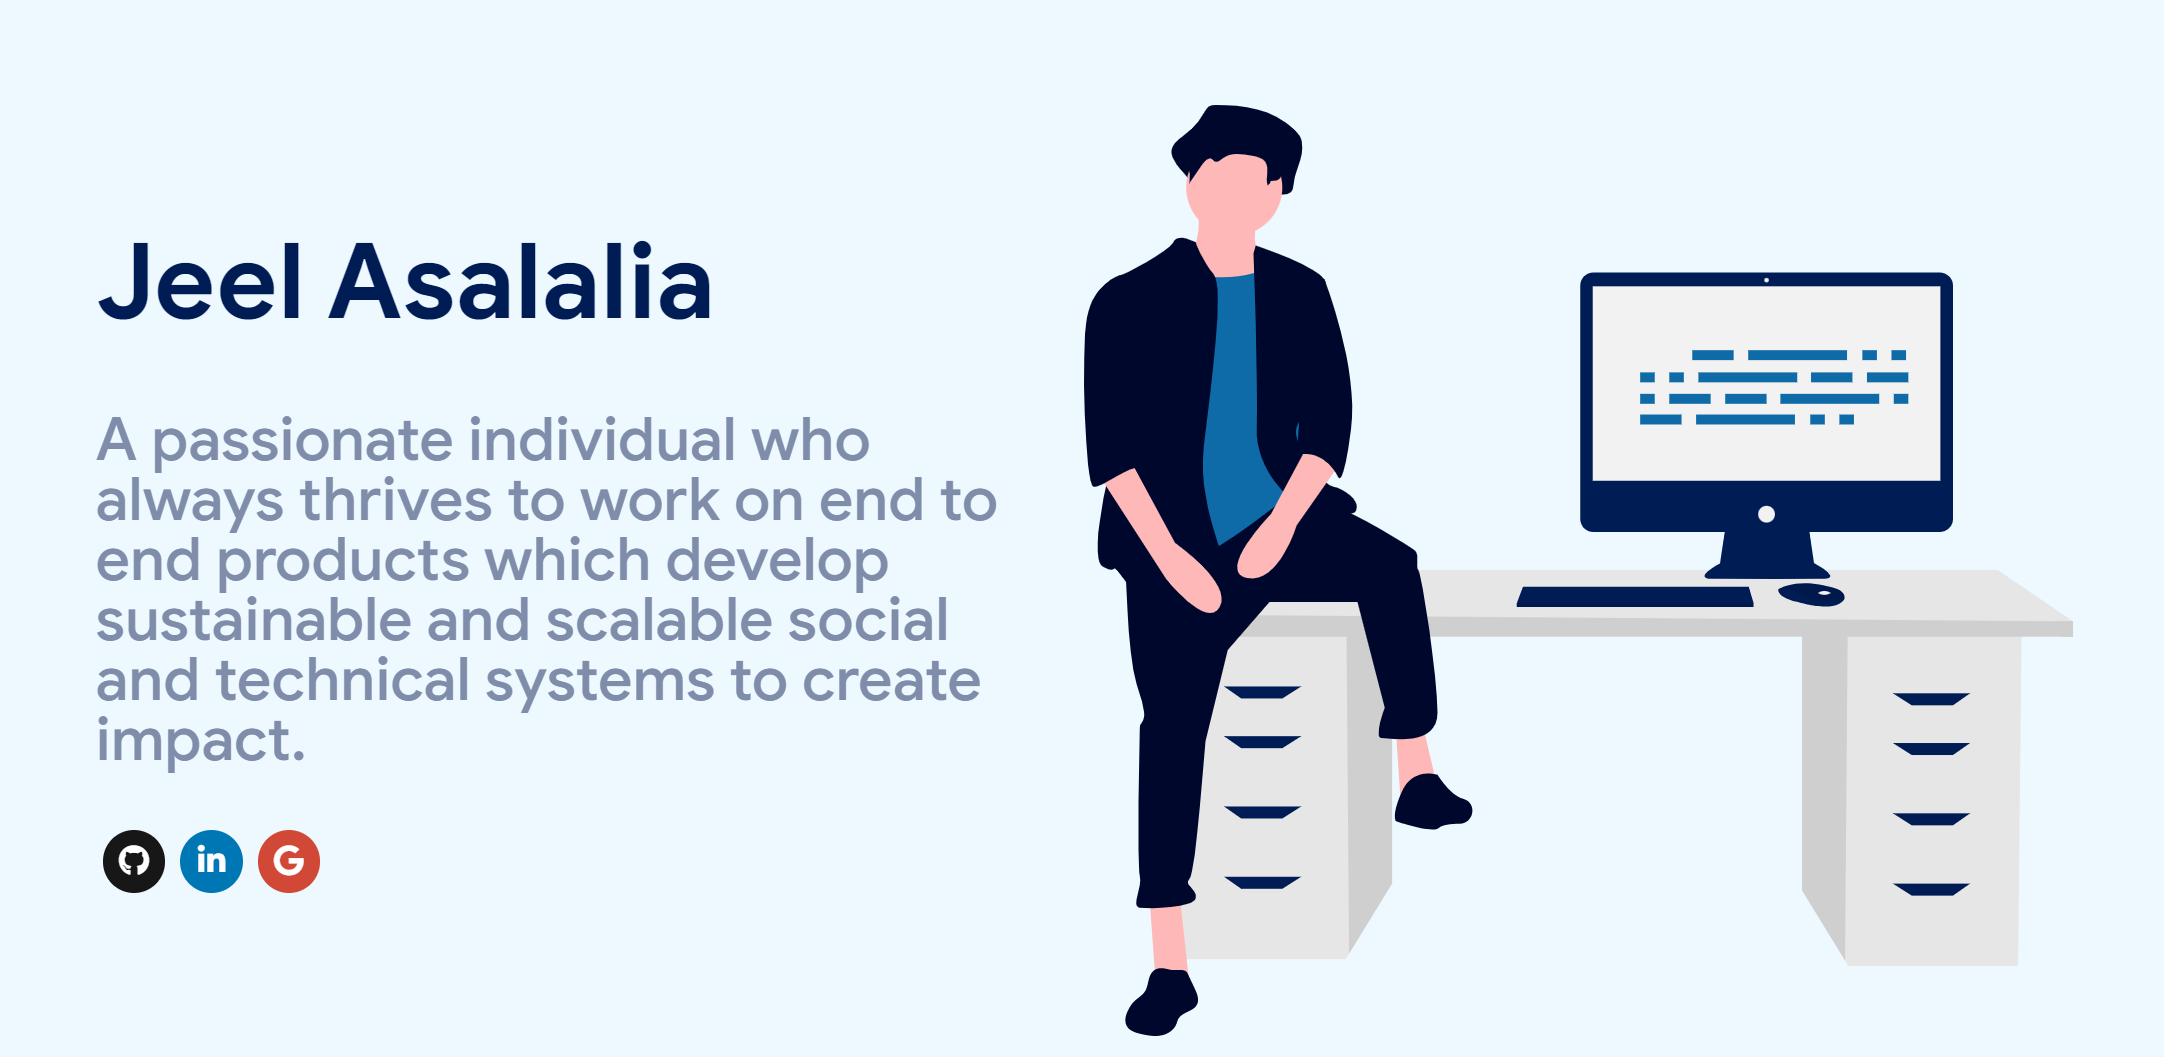 Jeel Asalalia
A passionate individual who
always thrives to work on end to
end products which develop
sustainable and scalable social
and technical systems to create
impact.
in
G